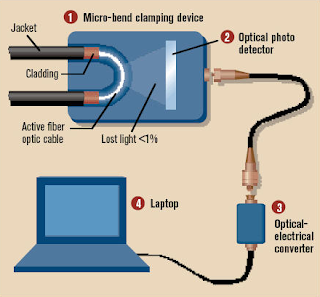 1 Micro-bend clamping device
Jacket
2 Optical photo
detector
Cladding
Active fiber
optic cable
Lost light <1%
4 Laptop
3
Optical-
electrical
converter